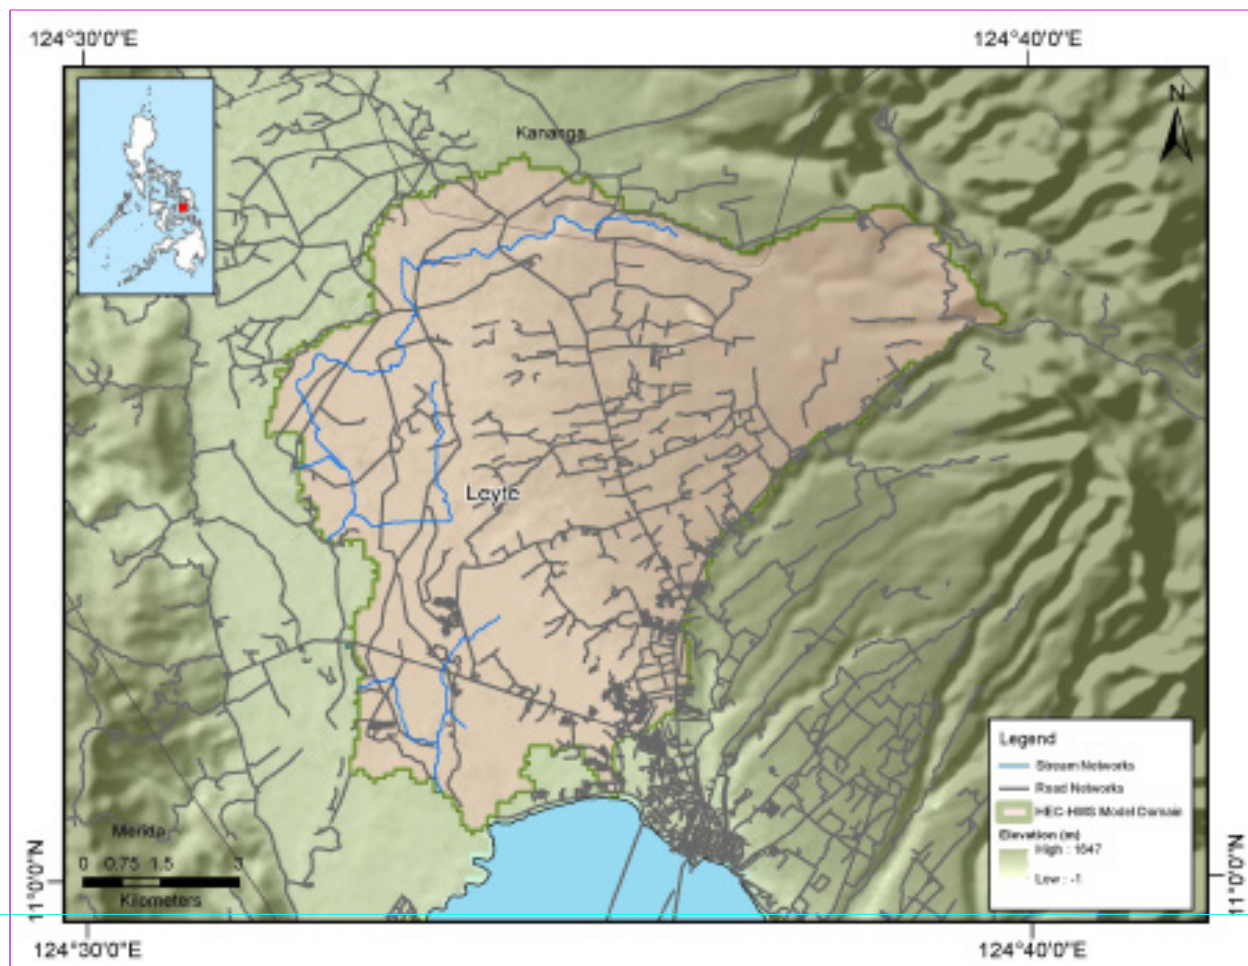 124°30'0"E
124°40'0"E
N
Kananga
Leyte
Legend
Stream Networks
Road Networks
HEC-HMS Model Domain
Elevation (m)
High : 1647
Low : -1
Merida
0 0.75 1.5 3
Kilometers
11°0'0"N
11°0'0"N
124°30'0"E
124°40'0"E